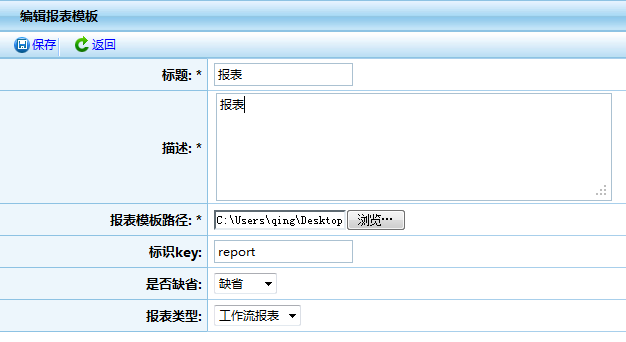 编辑报表模板
保存 返回
标题: * 报表
描述: * 报表
报表模板路径: * C:\Users\qing\Desktop 浏览…
标识key: report
是否缺省: 缺省
报表类型: 工作流报表